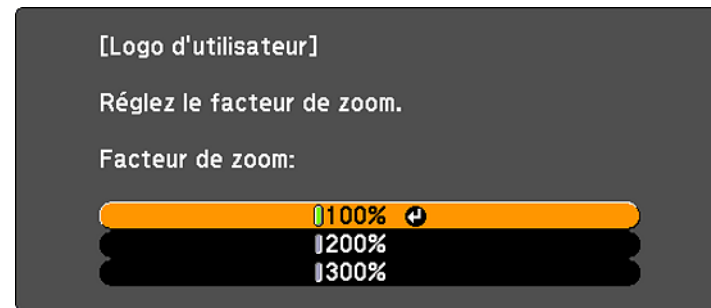 [Logo d'utilisateur]
Réglez le facteur de zoom.
Facteur de zoom:
100%
200%
300%